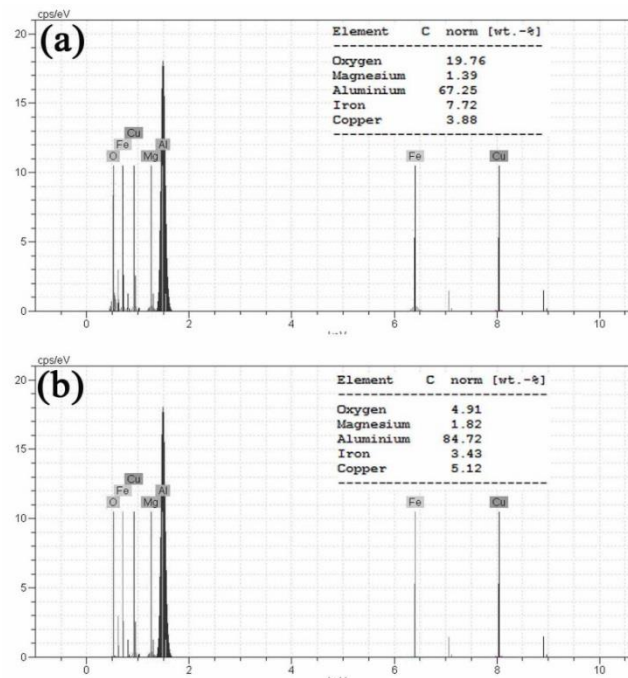 cps/eV
(a)
Element C norm [wt.-%]
Oxygen 19.76
Magnesium 1.39
Aluminium 67.25
Iron 7.72
Copper 3.88
20
15
10
5
0
Cu
Fe Al
O Mg Fe Cu
0 2 4 6 8 10
cps/eV
(b)
Element C norm [wt.-%]
Oxygen 4.91
Magnesium 1.82
Aluminium 84.72
Iron 3.43
Copper 5.12
20
15
10
5
0
Cu
Fe Al
O Mg Fe Cu
0 2 4 6 8 10